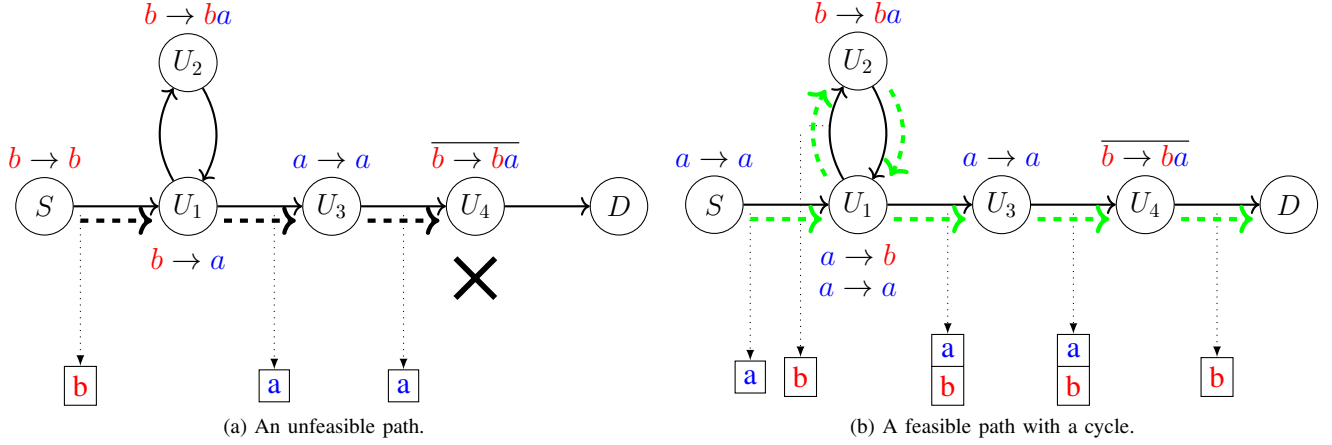 b → ba
U₂
b → b
a → a
b → ba̅
S
U₁
U₃
U₄
D
b → a
b
a
a
(a) An unfeasible path.
b → ba
U₂
a → a
a → a
b → ba̅
S
U₁
U₃
U₄
D
a → b
a → a
a
b
a
b
a
b
b
(b) A feasible path with a cycle.